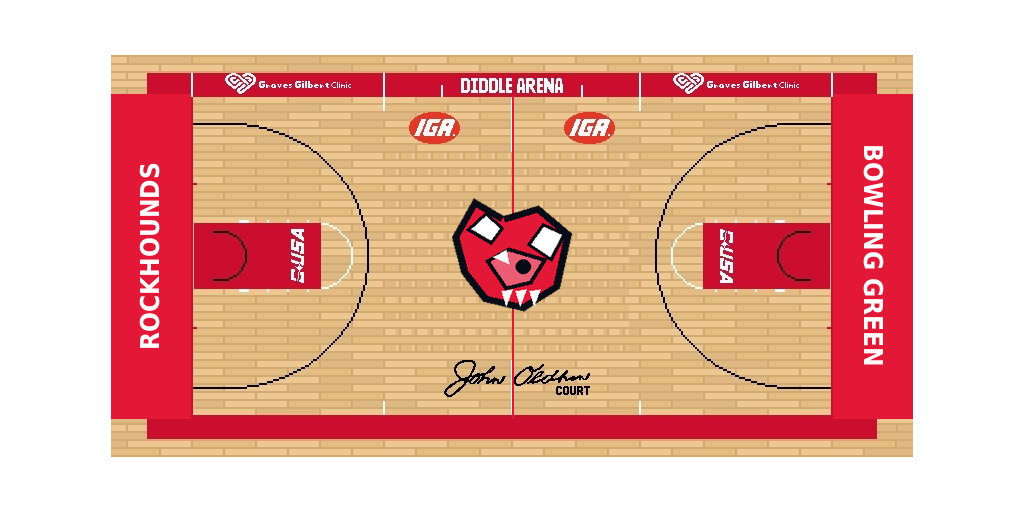 Graves Gilbert Clinic
DIDDLE ARENA
Graves Gilbert Clinic
IGA
IGA
ROCKHOUNDS
C-USA
C-USA
BOWLING GREEN
John Oldham
COURT